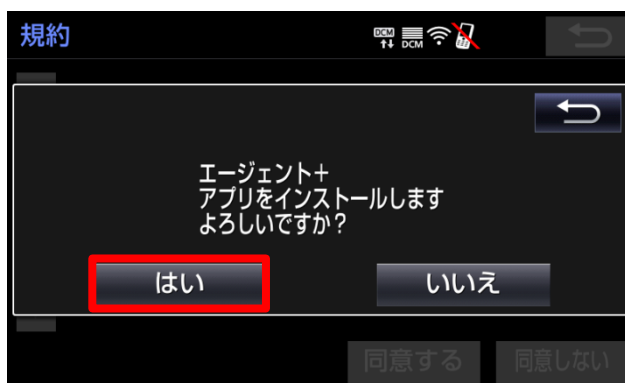 規約
DCM
DCM
エージェント+
アプリをインストールします
よろしいですか?
はい
いいえ
同意する
同意しない